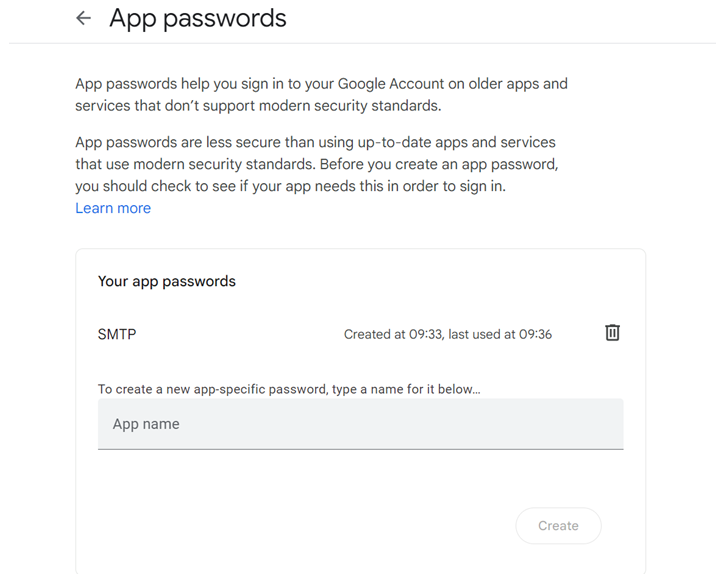 App passwords
App passwords help you sign in to your Google Account on older apps and
services that don’t support modern security standards.
App passwords are less secure than using up-to-date apps and services
that use modern security standards. Before you create an app password,
you should check to see if your app needs this in order to sign in.
Learn more
Your app passwords
SMTP Created at 09:33, last used at 09:36
To create a new app-specific password, type a name for it below...
App name
Create